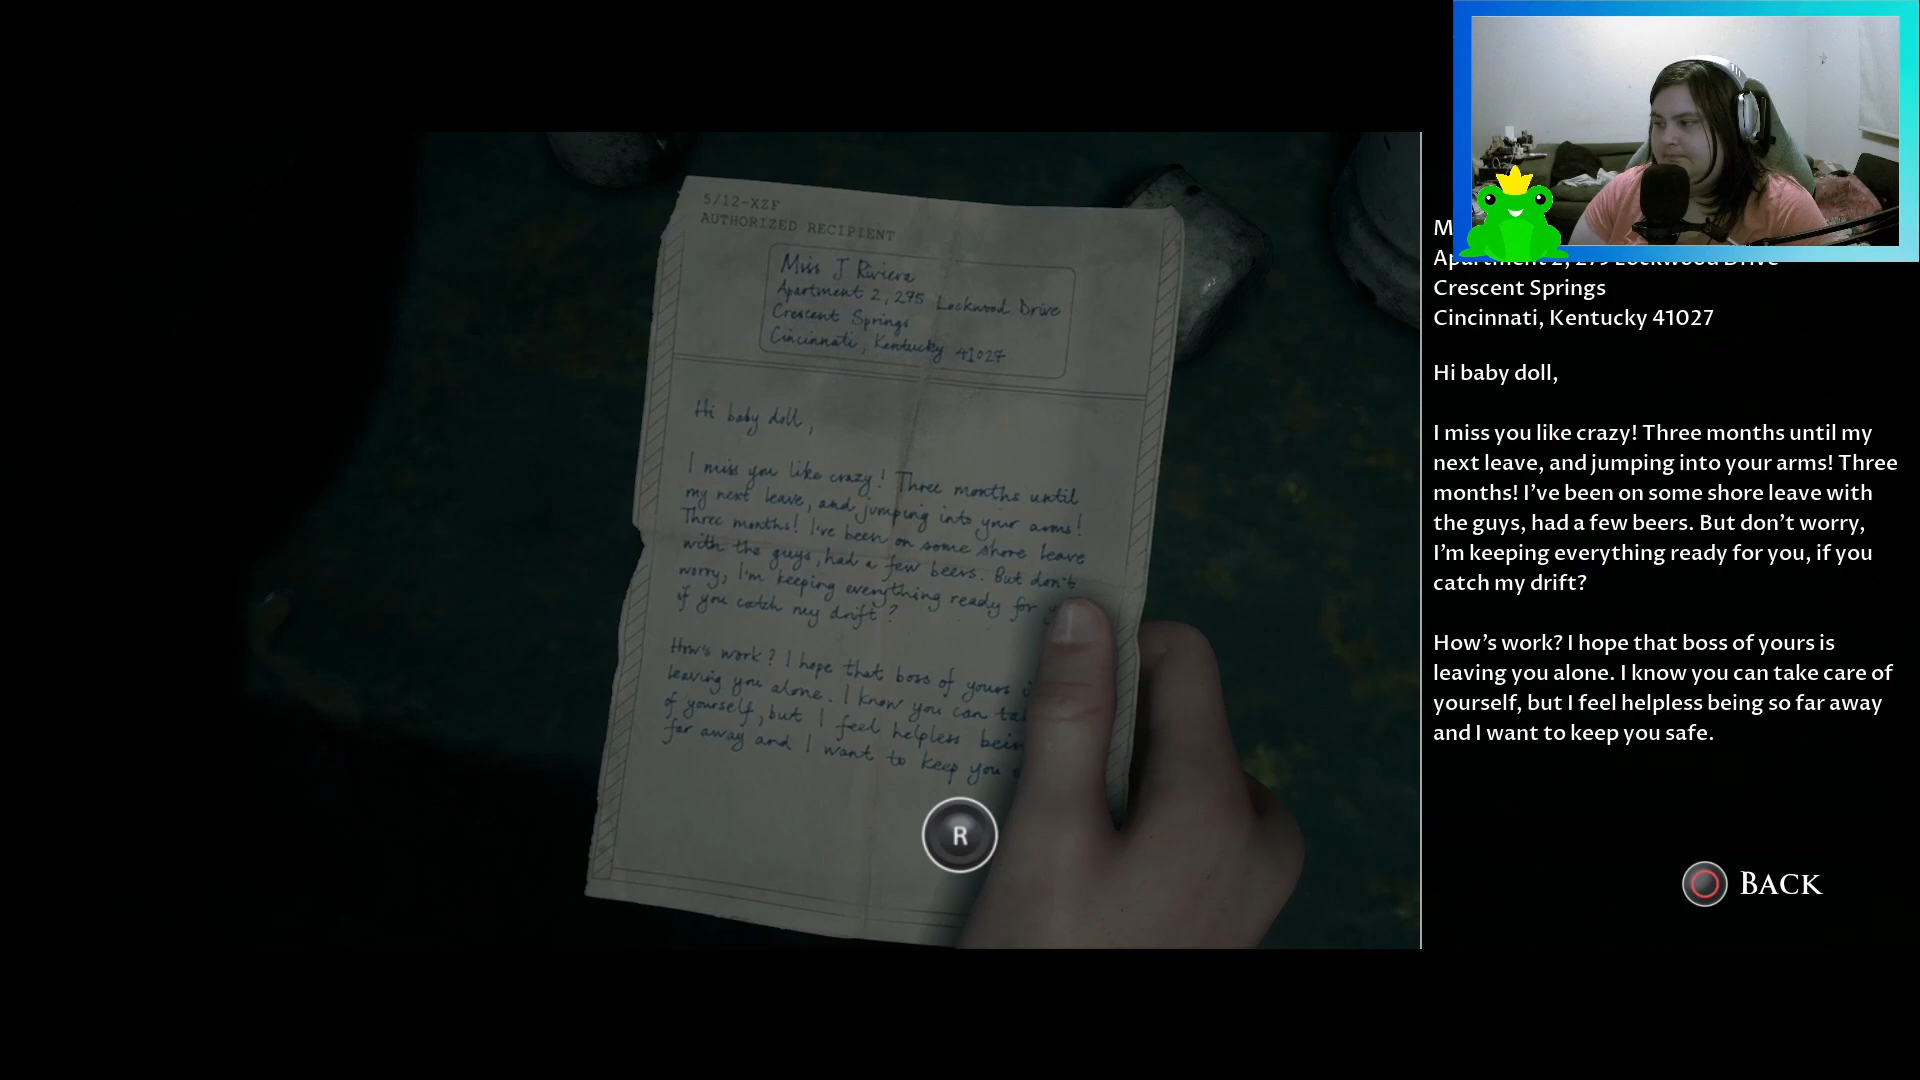 5/12-XZF
AUTHORIZED RECIPIENT
Miss J Riviera
Apartment 2, 275 Lockwood Drive
Crescent Springs
Cincinnati, Kentucky 41027
Hi baby doll,
I miss you like crazy! Three months until
my next leave, and jumping into your arms!
Three months! I've been on some shore leave
with the guys, had a few beers. But don't
worry, I'm keeping everything ready for
if you catch my drift?
How's work? I hope that boss of yours
leaving you alone. I know you can
of yourself, but I feel helpless
far away and I want to keep you
R
Crescent Springs
Cincinnati, Kentucky 41027
Hi baby doll,
I miss you like crazy! Three months until my
next leave, and jumping into your arms! Three
months! I've been on some shore leave with
the guys, had a few beers. But don't worry,
I'm keeping everything ready for you, if you
catch my drift?
How's work? I hope that boss of yours is
leaving you alone. I know you can take care of
yourself, but I feel helpless being so far away
and I want to keep you safe.
BACK